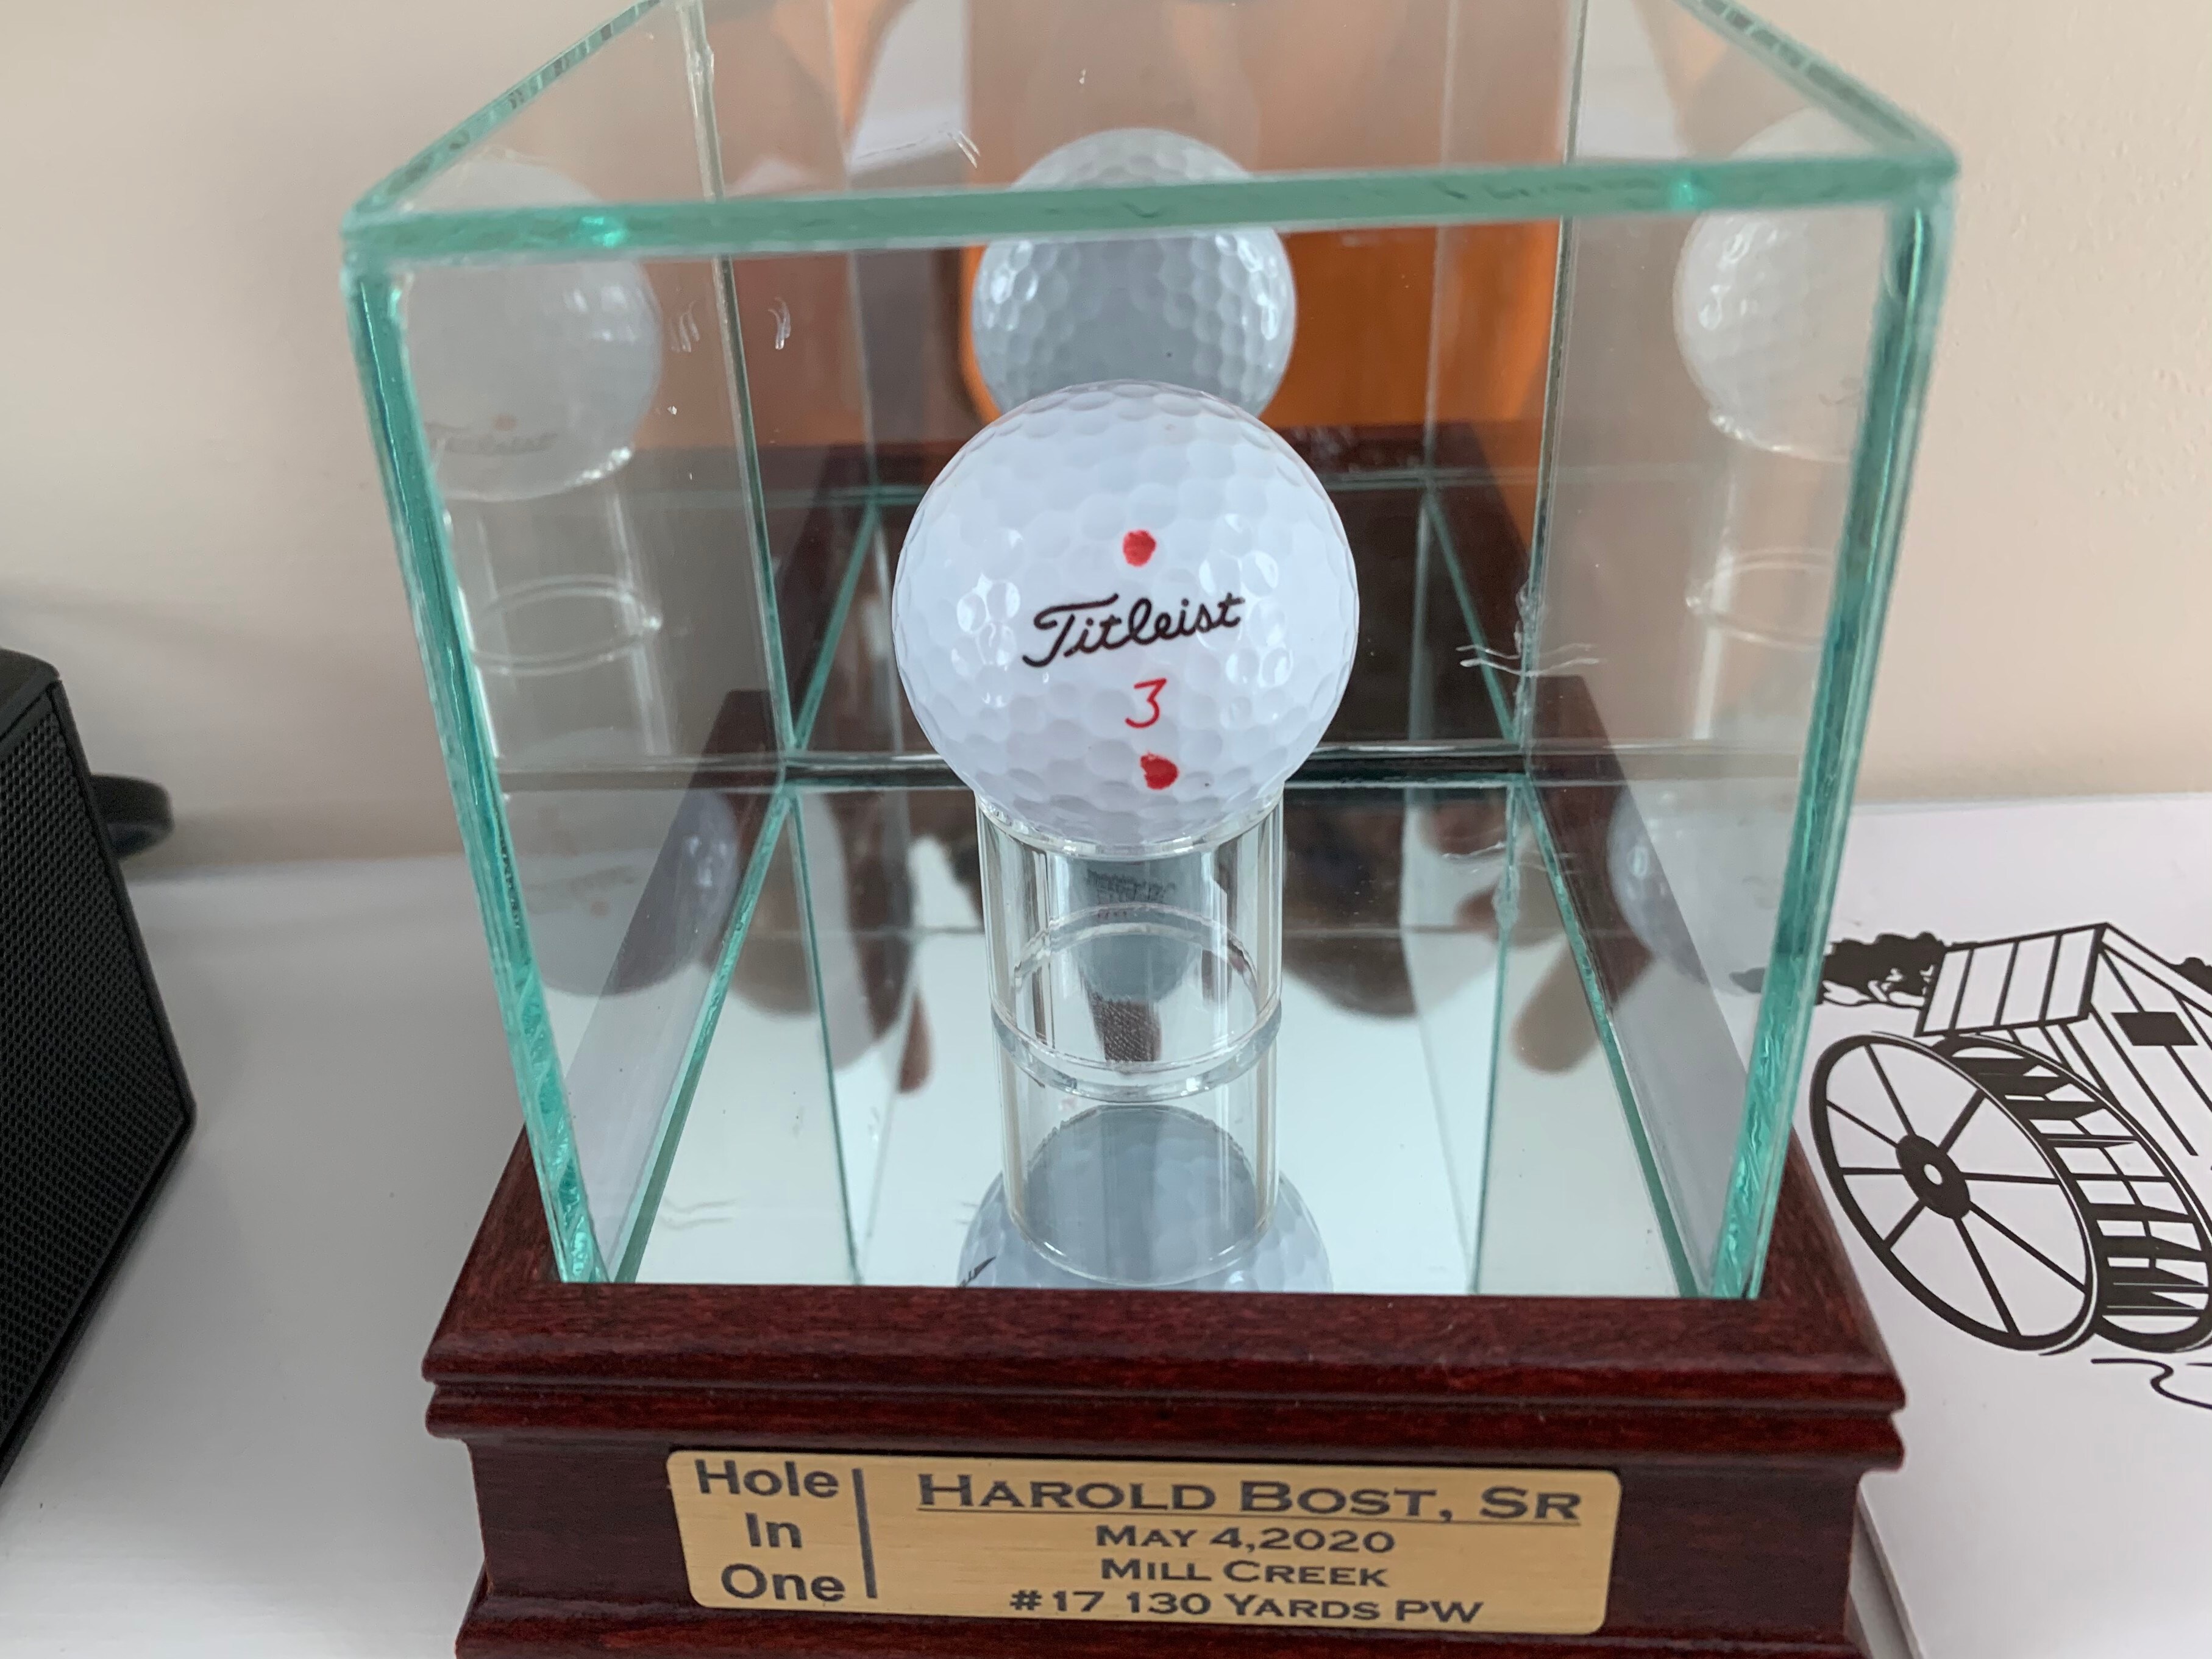 Titleist
3
Hole
In
One
HAROLD BOST, SR
MAY 4,2020
MILL CREEK
#17 130 YARDS PW